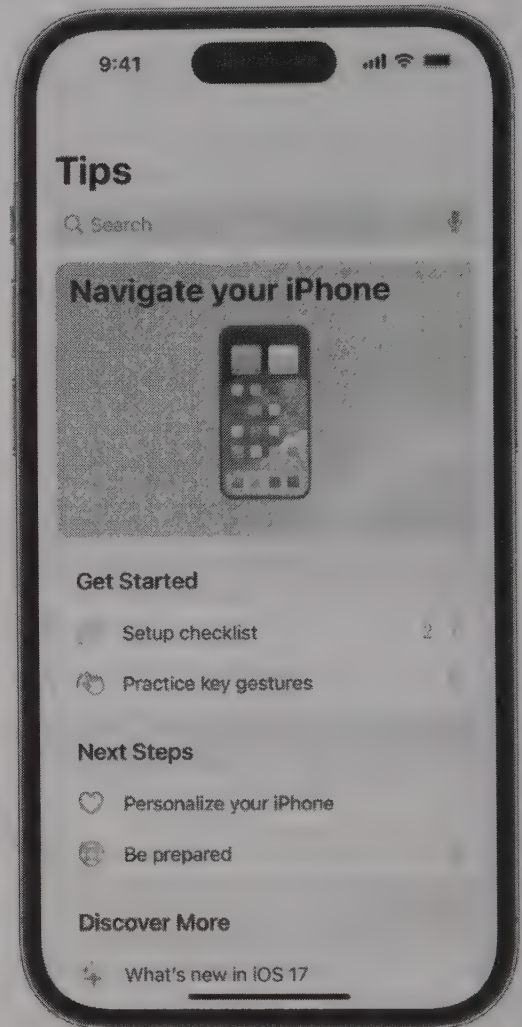 9:41
Tips
Search
Navigate your iPhone
Get Started
Setup checklist 2
Practice key gestures
Next Steps
Personalize your iPhone
Be prepared
Discover More
What's new in iOS 17